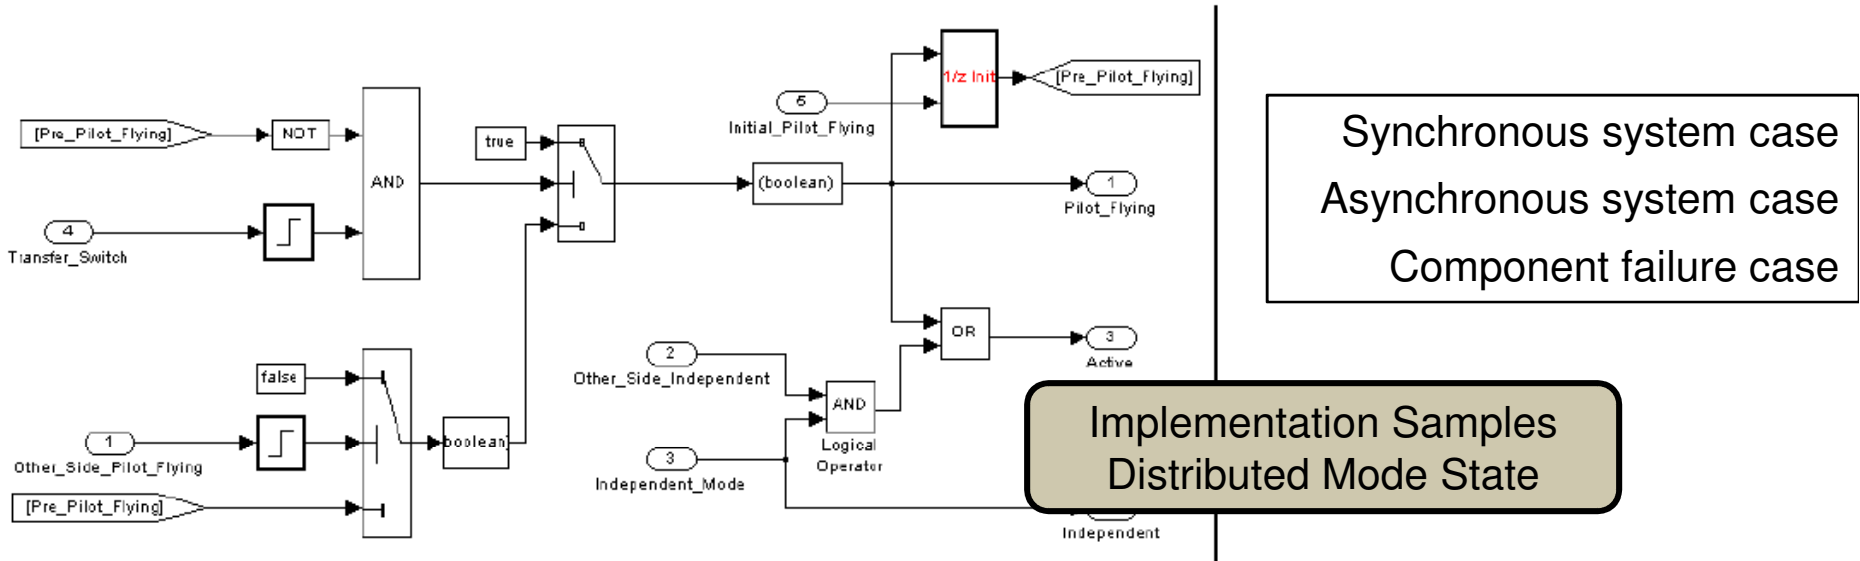 1/z Init
[Pre_Pilot_Flying]
5
Initial_Pilot_Flying
[Pre_Pilot_Flying]
NOT
true
AND
(boolean)
1
Pilot_Flying
4
Transfer_Switch
OR
3
Active
2
Other_Side_Independent
false
AND
Logical
Operator
boolean
1
Other_Side_Pilot_Flying
3
Independent_Mode
[Pre_Pilot_Flying]
Independent
Synchronous system case
Asynchronous system case
Component failure case
Implementation Samples
Distributed Mode State